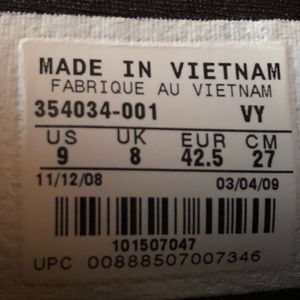 MADE IN VIETNAM
FABRIQUE AU VIETNAM
354034-001 VY
US UK EUR CM
9 8 42.5 27
11/12/08 03/04/09
101507047
UPC 00888507007346